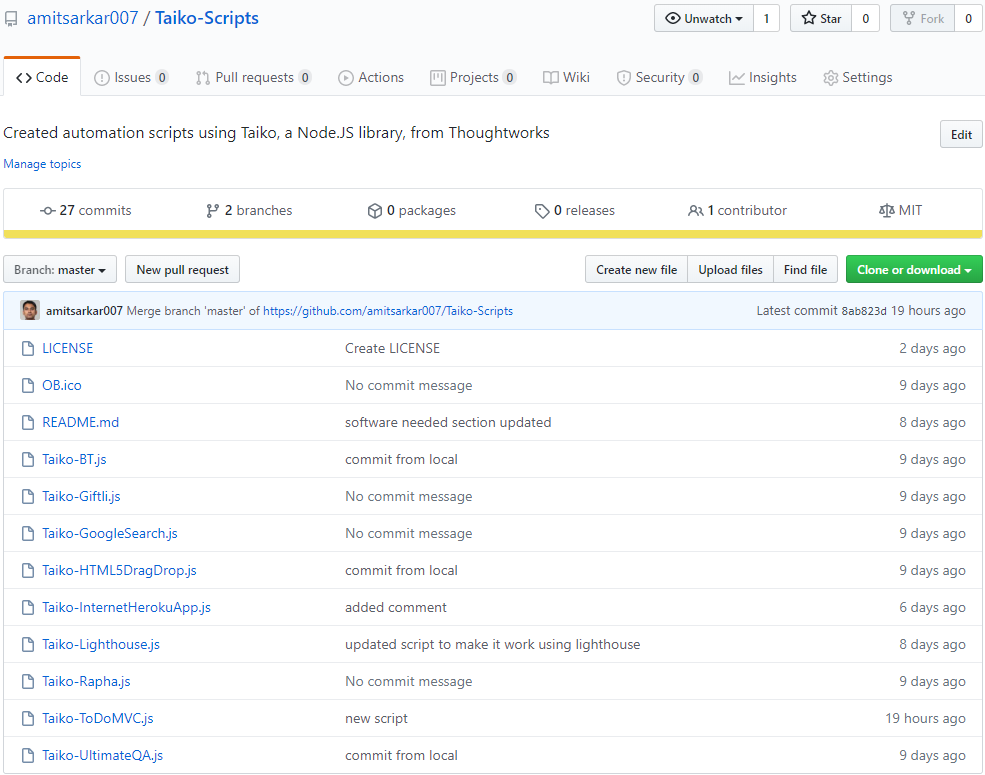 amitsarkar007 / Taiko-Scripts Unwatch 1 Star 0 Fork 0
Code Issues 0 Pull requests 0 Actions Projects 0 Wiki Security 0 Insights Settings
Created automation scripts using Taiko, a Node.JS library, from Thoughtworks Edit
Manage topics
27 commits 2 branches 0 packages 0 releases 1 contributor MIT
Branch: master New pull request Create new file Upload files Find file Clone or download
amitsarkar007 Merge branch 'master' of https://github.com/amitsarkar007/Taiko-Scripts Latest commit 8ab823d 19 hours ago
LICENSE Create LICENSE 2 days ago
OB.ico No commit message 9 days ago
README.md software needed section updated 8 days ago
Taiko-BT.js commit from local 9 days ago
Taiko-Giftli.js No commit message 9 days ago
Taiko-GoogleSearch.js No commit message 9 days ago
Taiko-HTML5DragDrop.js commit from local 9 days ago
Taiko-InternetHerokuApp.js added comment 6 days ago
Taiko-Lighthouse.js updated script to make it work using lighthouse 8 days ago
Taiko-Rapha.js No commit message 9 days ago
Taiko-ToDoMVC.js new script 19 hours ago
Taiko-UltimateQA.js commit from local 9 days ago